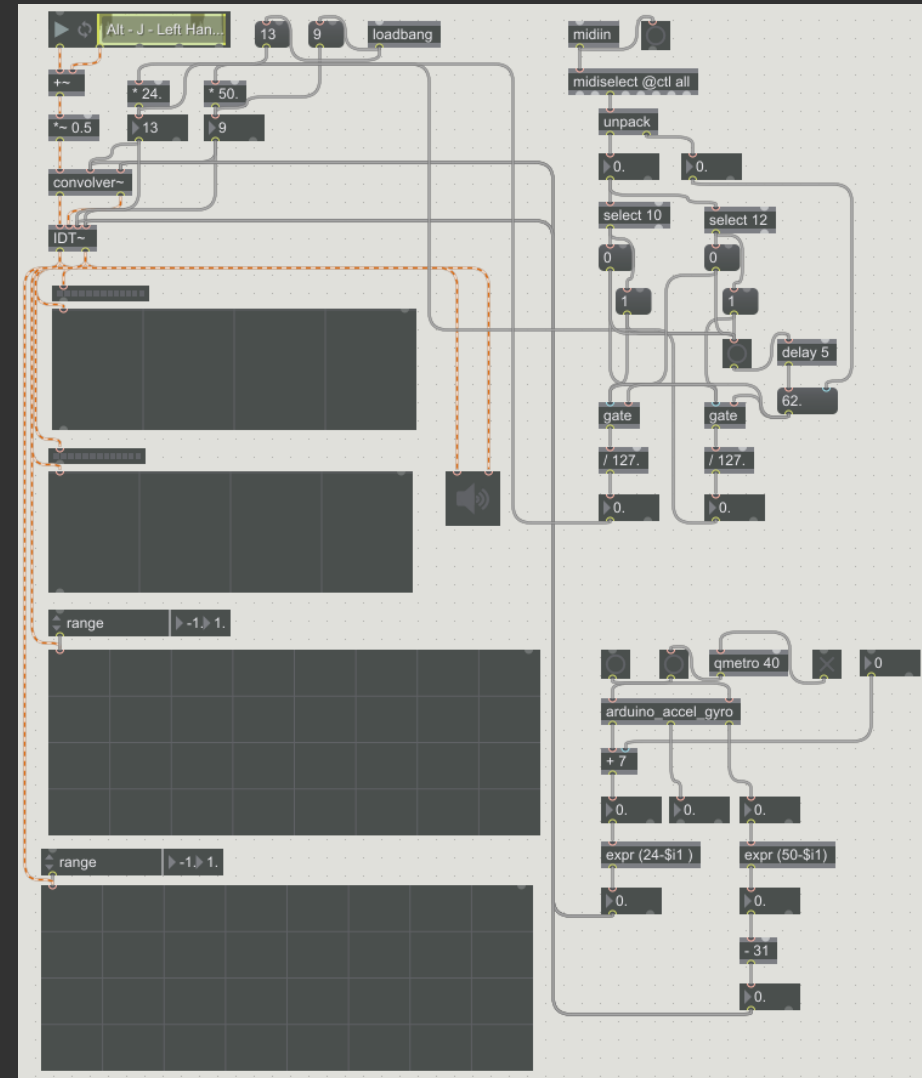 Alt - J - Left Han...
13
9
loadbang
+~
* 24.
* 50.
*~ 0.5
13
9
convolver~
IDT~
midiin
midiselect @ctl all
unpack
0.
0.
select 10
select 12
0
0
1
1
delay 5
62.
gate
gate
/ 127.
/ 127.
0.
0.
range
-1. 1.
range
-1. 1.
qmetro 40
0
arduino_accel_gyro
+ 7
0.
0.
0.
expr (24-$i1 )
expr (50-$i1)
0.
0.
- 31
0.